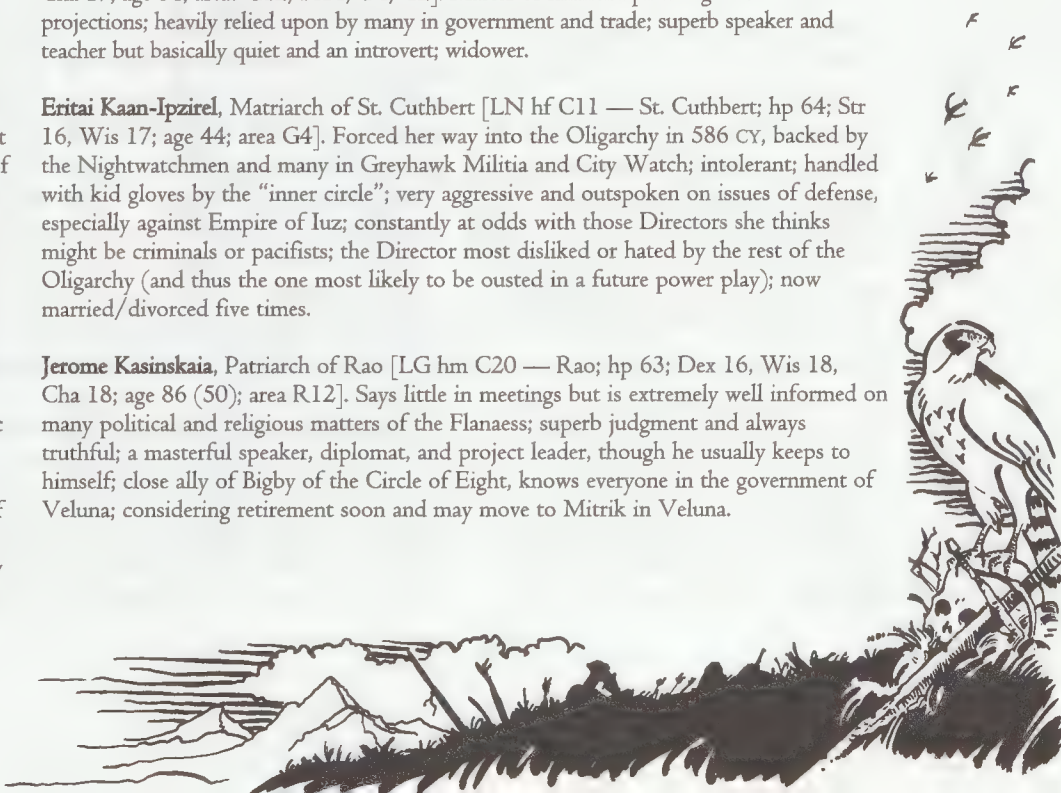 projections; heavily relied upon by many in government and trade; superb speaker and
teacher but basically quiet and an introvert; widower.
Eritai Kaan-Ipzirel, Matriarch of St. Cuthbert [LN hf C11 — St. Cuthbert; hp 64; Str
16, Wis 17; age 44; area G4]. Forced her way into the Oligarchy in 586 CY, backed by
the Nightwatchmen and many in Greyhawk Militia and City Watch; intolerant; handled
with kid gloves by the “inner circle”; very aggressive and outspoken on issues of defense,
especially against Empire of Iuz; constantly at odds with those Directors she thinks
might be criminals or pacifists; the Director most disliked or hated by the rest of the
Oligarchy (and thus the one most likely to be ousted in a future power play); now
married/divorced five times.
Jerome Kasinskaia, Patriarch of Rao [LG hm C20 — Rao; hp 63; Dex 16, Wis 18,
Cha 18; age 86 (50); area R12]. Says little in meetings but is extremely well informed on
many political and religious matters of the Flanaess; superb judgment and always
truthful; a masterful speaker, diplomat, and project leader, though he usually keeps to
himself; close ally of Bigby of the Circle of Eight, knows everyone in the government of
Veluna; considering retirement soon and may move to Mitrik in Veluna.